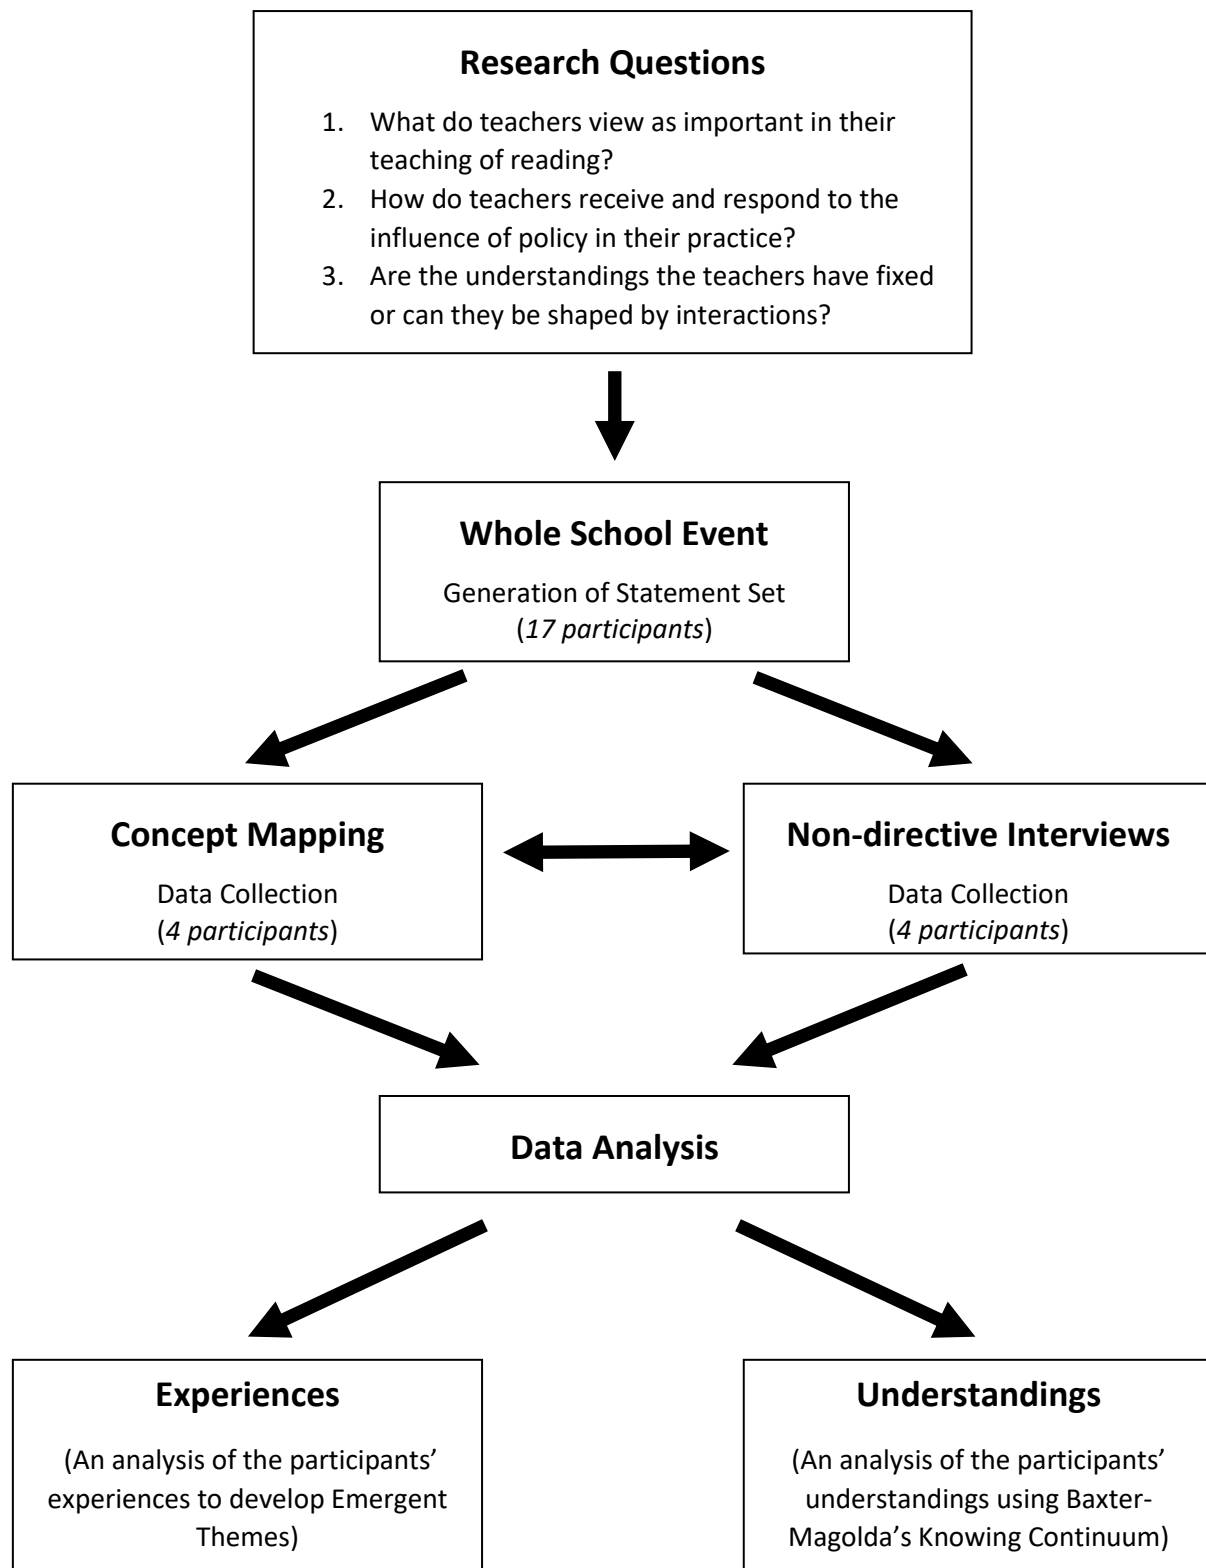 Research Questions
1. What do teachers view as important in their
teaching of reading?
2. How do teachers receive and respond to the
influence of policy in their practice?
3. Are the understandings the teachers have fixed
or can they be shaped by interactions?
Whole School Event
Generation of Statement Set
(17 participants)
Concept Mapping
Data Collection
(4 participants)
Non-directive Interviews
Data Collection
(4 participants)
Data Analysis
Experiences
(An analysis of the participants’
experiences to develop Emergent
Themes)
Understandings
(An analysis of the participants’
understandings using Baxter-
Magolda’s Knowing Continuum)